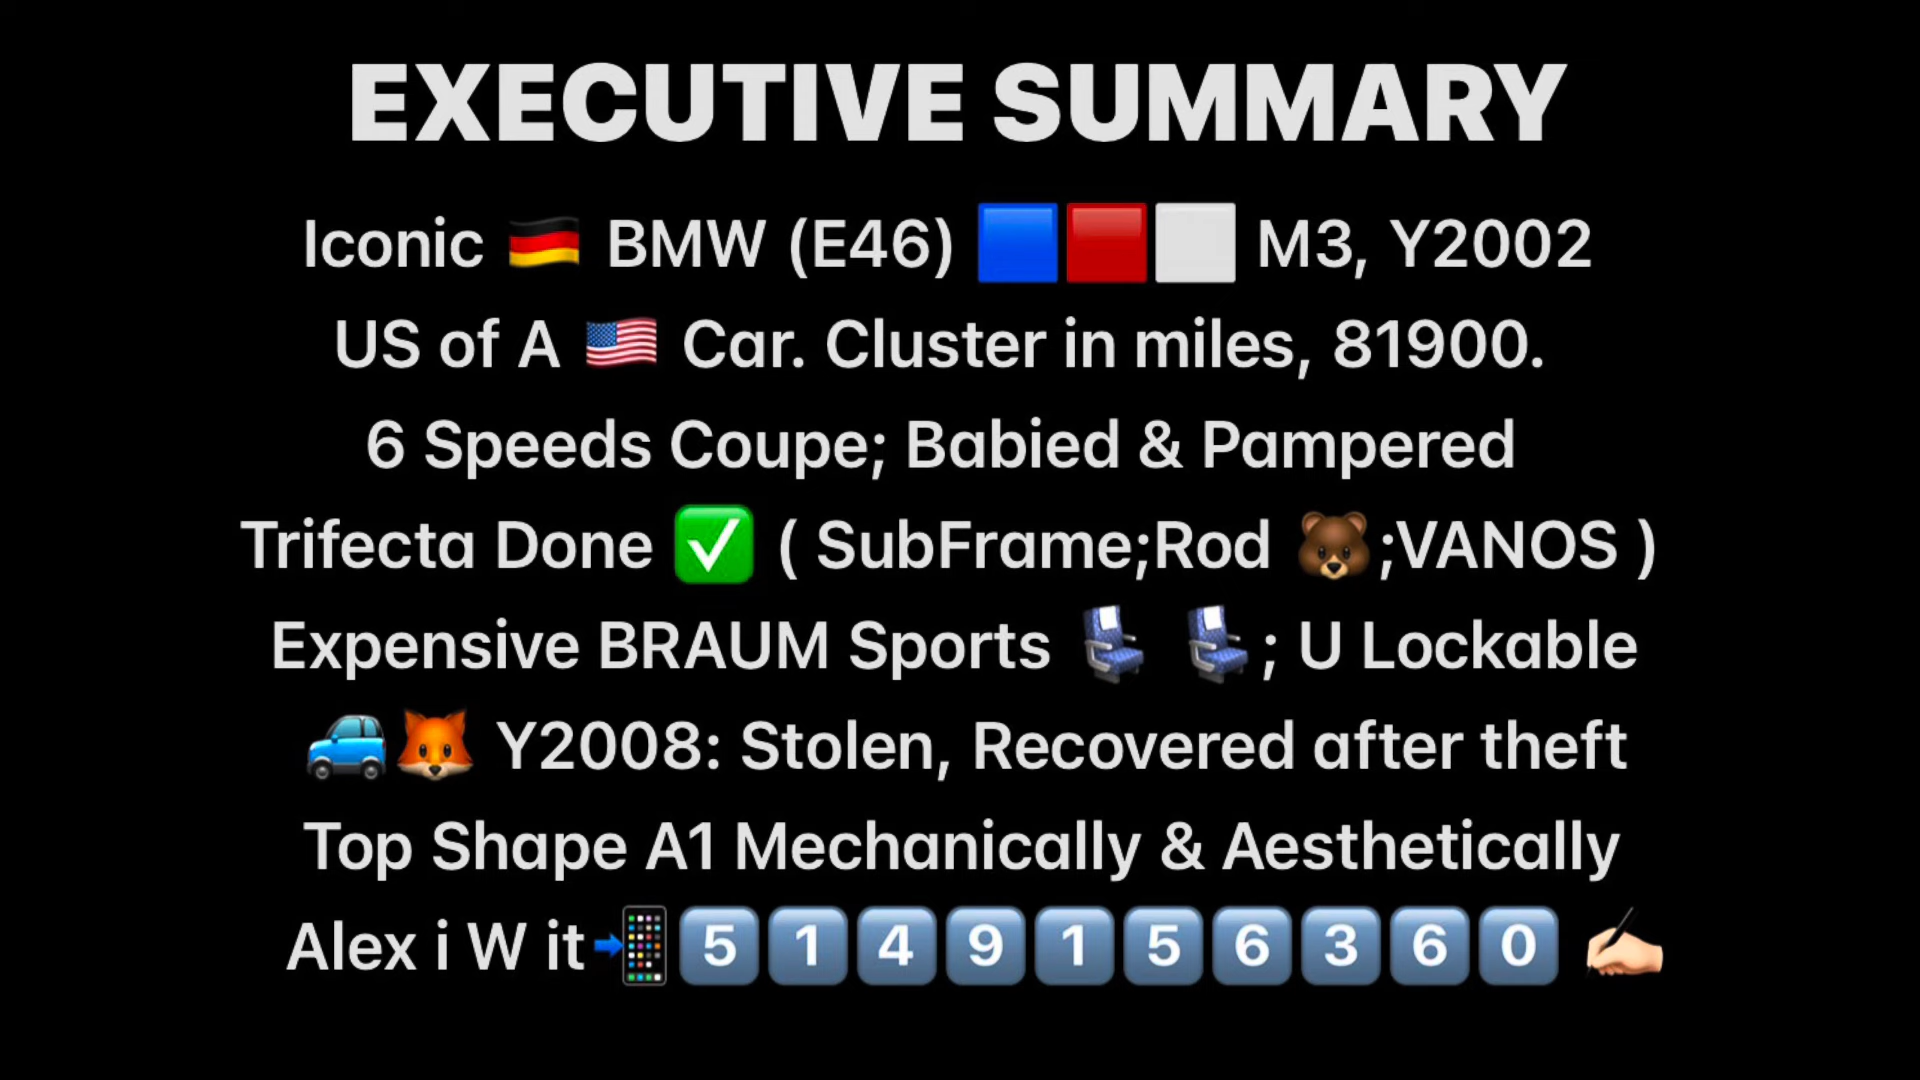 EXECUTIVE SUMMARY
Iconic 🇩🇪 BMW (E46) 🟦🟥⬜ M3, Y2002
US of A 🇺🇸 Car. Cluster in miles, 81900.
6 Speeds Coupe; Babied & Pampered
Trifecta Done ✅ ( SubFrame;Rod 🐻;VANOS )
Expensive BRAUM Sports 💺 💺; U Lockable
🚙🦊 Y2008: Stolen, Recovered after theft
Top Shape A1 Mechanically & Aesthetically
Alex i W it📲5️⃣1️⃣4️⃣9️⃣1️⃣5️⃣6️⃣3️⃣6️⃣0️⃣ ✍🏻